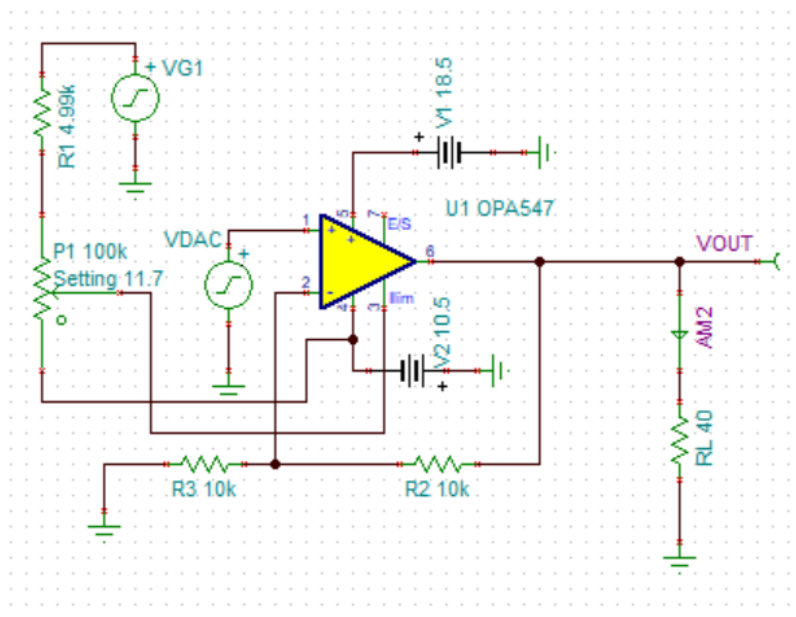 VG1
R1 4.99k
V1 18.5
U1 OPA547
P1 100k
Setting 11.7
VDAC
+
+
+
+
+
+
-
1
2
5
7
E/S
6
4
3
Ilim
VOUT
AM2
V2 10.5
RL 40
R3 10k
R2 10k